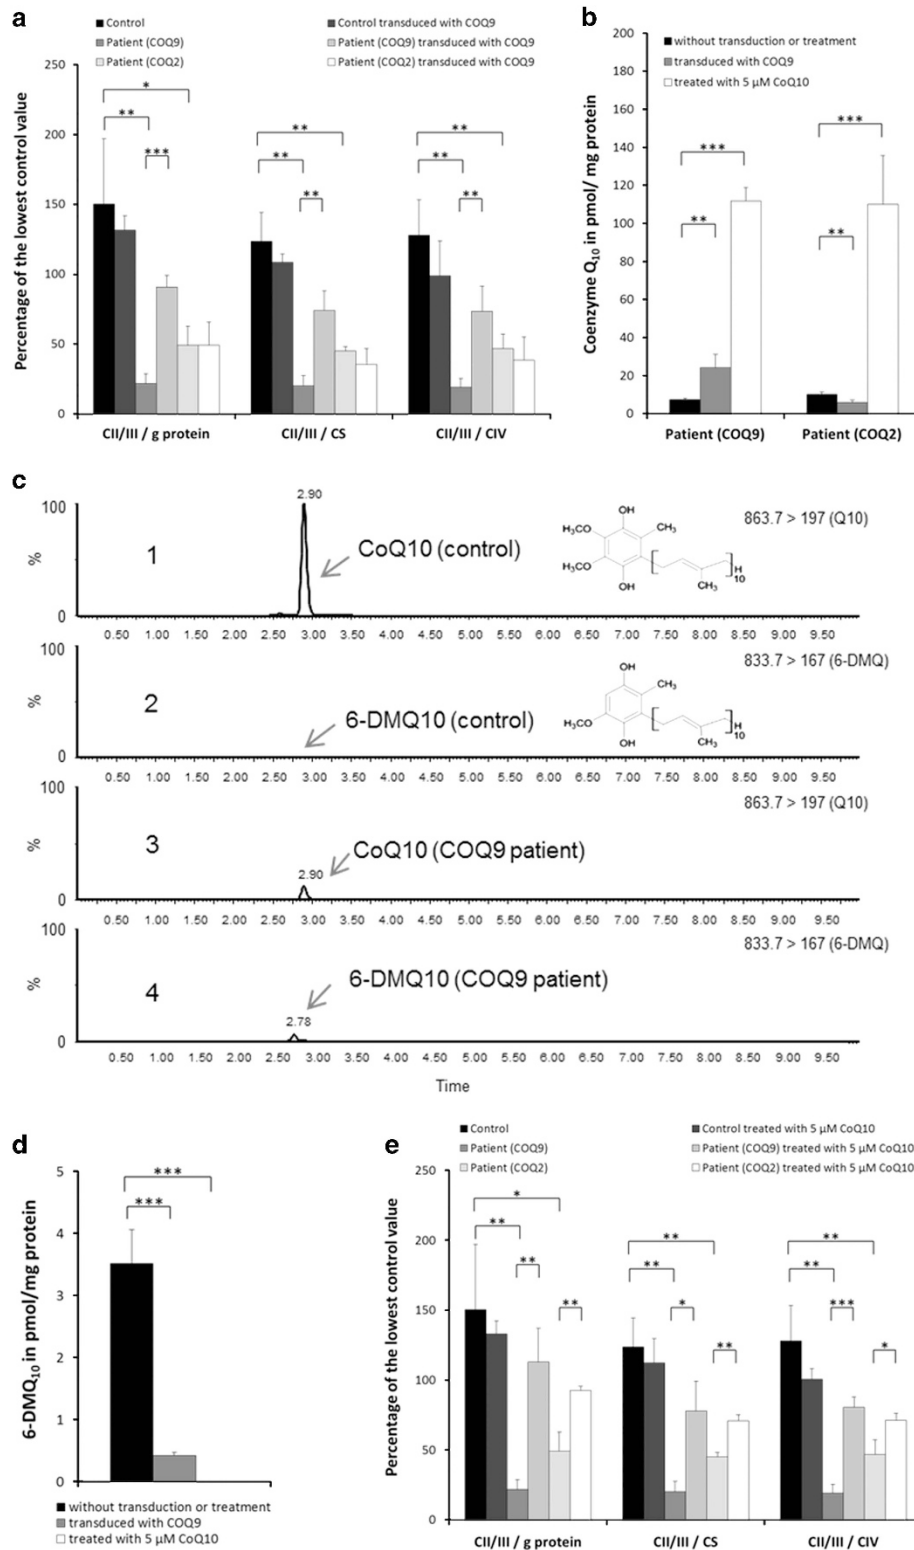 a
Control
Control transduced with COQ9
Patient (COQ9)
Patient (COQ9) transduced with COQ9
Patient (COQ2)
Patient (COQ2) transduced with COQ9
Percentage of the lowest control value
250
200
150
100
50
0
*
**
***
**
**
**
**
**
**
CII/III / g protein
CII/III / CS
CII/III / CIV
b
without transduction or treatment
transduced with COQ9
treated with 5 µM CoQ10
Coenzyme Q10 in pmol/ mg protein
200
180
160
140
120
100
80
60
40
20
0
***
**
***
**
Patient (COQ9)
Patient (COQ2)
c
100
%
0
1
2.90
CoQ10 (control)
OH
H3CO
CH3
H3CO
OH
CH3
H
10
863.7 > 197 (Q10)
0.50 1.00 1.50 2.00 2.50 3.00 3.50 4.00 4.50 5.00 5.50 6.00 6.50 7.00 7.50 8.00 8.50 9.00 9.50
100
%
0
2
6-DMQ10 (control)
OH
CH3
H3CO
OH
CH3
H
10
833.7 > 167 (6-DMQ)
0.50 1.00 1.50 2.00 2.50 3.00 3.50 4.00 4.50 5.00 5.50 6.00 6.50 7.00 7.50 8.00 8.50 9.00 9.50
100
%
0
3
2.90
CoQ10 (COQ9 patient)
863.7 > 197 (Q10)
0.50 1.00 1.50 2.00 2.50 3.00 3.50 4.00 4.50 5.00 5.50 6.00 6.50 7.00 7.50 8.00 8.50 9.00 9.50
100
%
0
4
2.78
6-DMQ10 (COQ9 patient)
833.7 > 167 (6-DMQ)
0.50 1.00 1.50 2.00 2.50 3.00 3.50 4.00 4.50 5.00 5.50 6.00 6.50 7.00 7.50 8.00 8.50 9.00 9.50
Time
d
6-DMQ10 in pmol/mg protein
5
4
3
2
1
0
***
***
without transduction or treatment
transduced with COQ9
treated with 5 µM CoQ10
e
Control
Control treated with 5 µM CoQ10
Patient (COQ9)
Patient (COQ9) treated with 5 µM CoQ10
Patient (COQ2)
Patient (COQ2) treated with 5 µM CoQ10
Percentage of the lowest control value
250
200
150
100
50
0
*
**
**
**
**
**
*
**
**
**
***
*
CII/III / g protein
CII/III / CS
CII/III / CIV